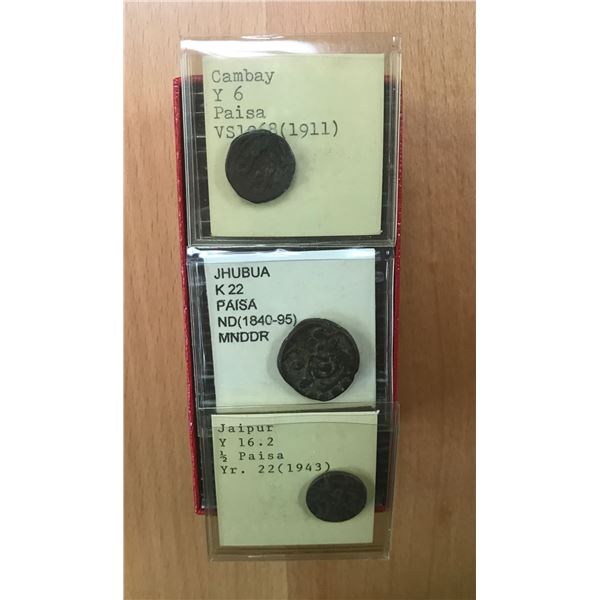 Cambay
Y 6
Paisa
VS1968(1911)
JHUBUA
K 22
PAISA
ND(1840-95)
MNDDR
Jaipur
Y 16.2
½ Paisa
Yr. 22(1943)